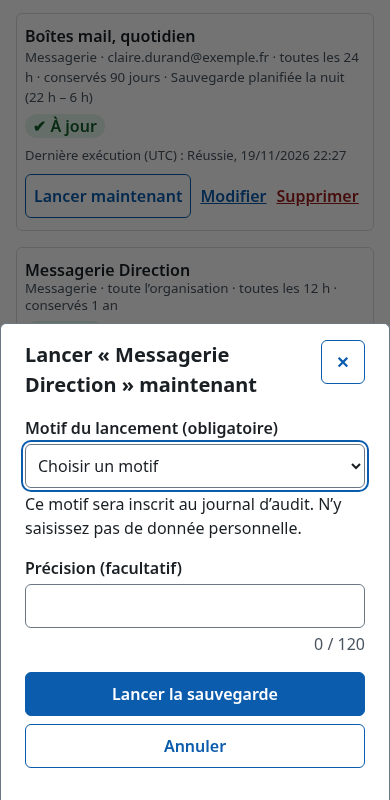 Boîtes mail, quotidien
Messagerie · claire.durand@exemple.fr · toutes les 24
h · conservés 90 jours · Sauvegarde planifiée la nuit
(22 h – 6 h)
✔ À jour
Dernière exécution (UTC) : Réussie, 19/11/2026 22:27
Lancer maintenant Modifier Supprimer
Messagerie Direction
Messagerie · toute l’organisation · toutes les 12 h ·
conservés 1 an
Lancer « Messagerie
Direction » maintenant
×
Motif du lancement (obligatoire)
Choisir un motif
Ce motif sera inscrit au journal d’audit. N’y
saisissez pas de donnée personnelle.
Précision (facultatif)
0 / 120
Lancer la sauvegarde
Annuler